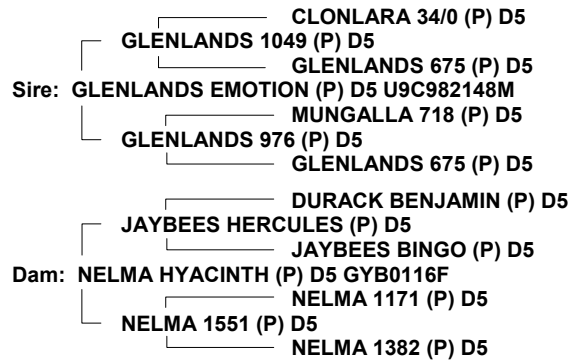 CLONLARA 34/0 (P) D5
GLENLANDS 1049 (P) D5
GLENLANDS 675 (P) D5
Sire: GLENLANDS EMOTION (P) D5 U9C982148M
MUNGALLA 718 (P) D5
GLENLANDS 976 (P) D5
GLENLANDS 675 (P) D5
DURACK BENJAMIN (P) D5
JAYBEES HERCULES (P) D5
JAYBEES BINGO (P) D5
Dam: NELMA HYACINTH (P) D5 GYB0116F
NELMA 1171 (P) D5
NELMA 1551 (P) D5
NELMA 1382 (P) D5